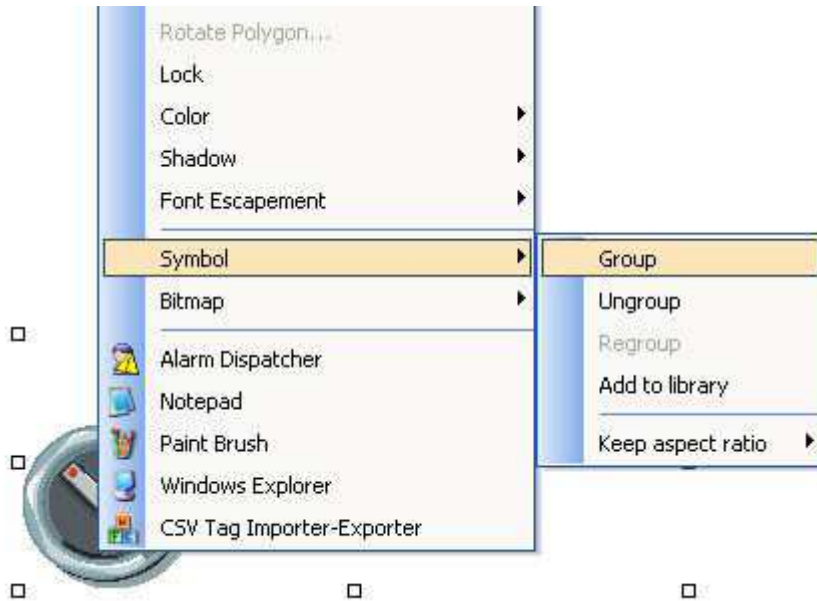 Rotate Polygon...
Lock
Color
Shadow
Font Escapement
Symbol
Bitmap
Alarm Dispatcher
Notepad
Paint Brush
Windows Explorer
CSV Tag Importer-Exporter
Group
Ungroup
Regroup
Add to library
Keep aspect ratio